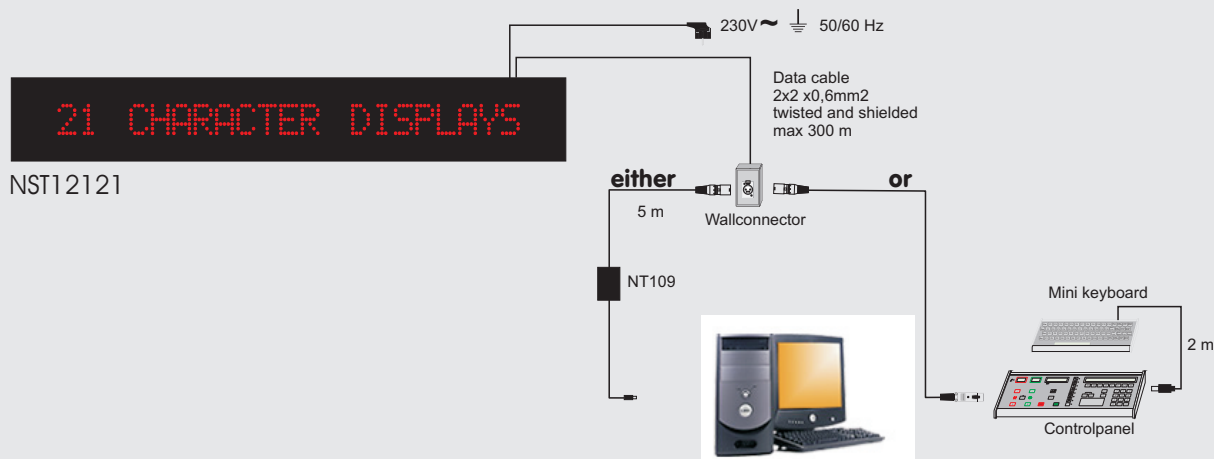 230V~ 50/60 Hz
21 CHARACTER DISPLAYS
NST12121
Data cable
2x2 x0,6mm2
twisted and shielded
max 300 m
either
or
5 m
Wallconnector
NT109
Mini keyboard
2 m
Controlpanel